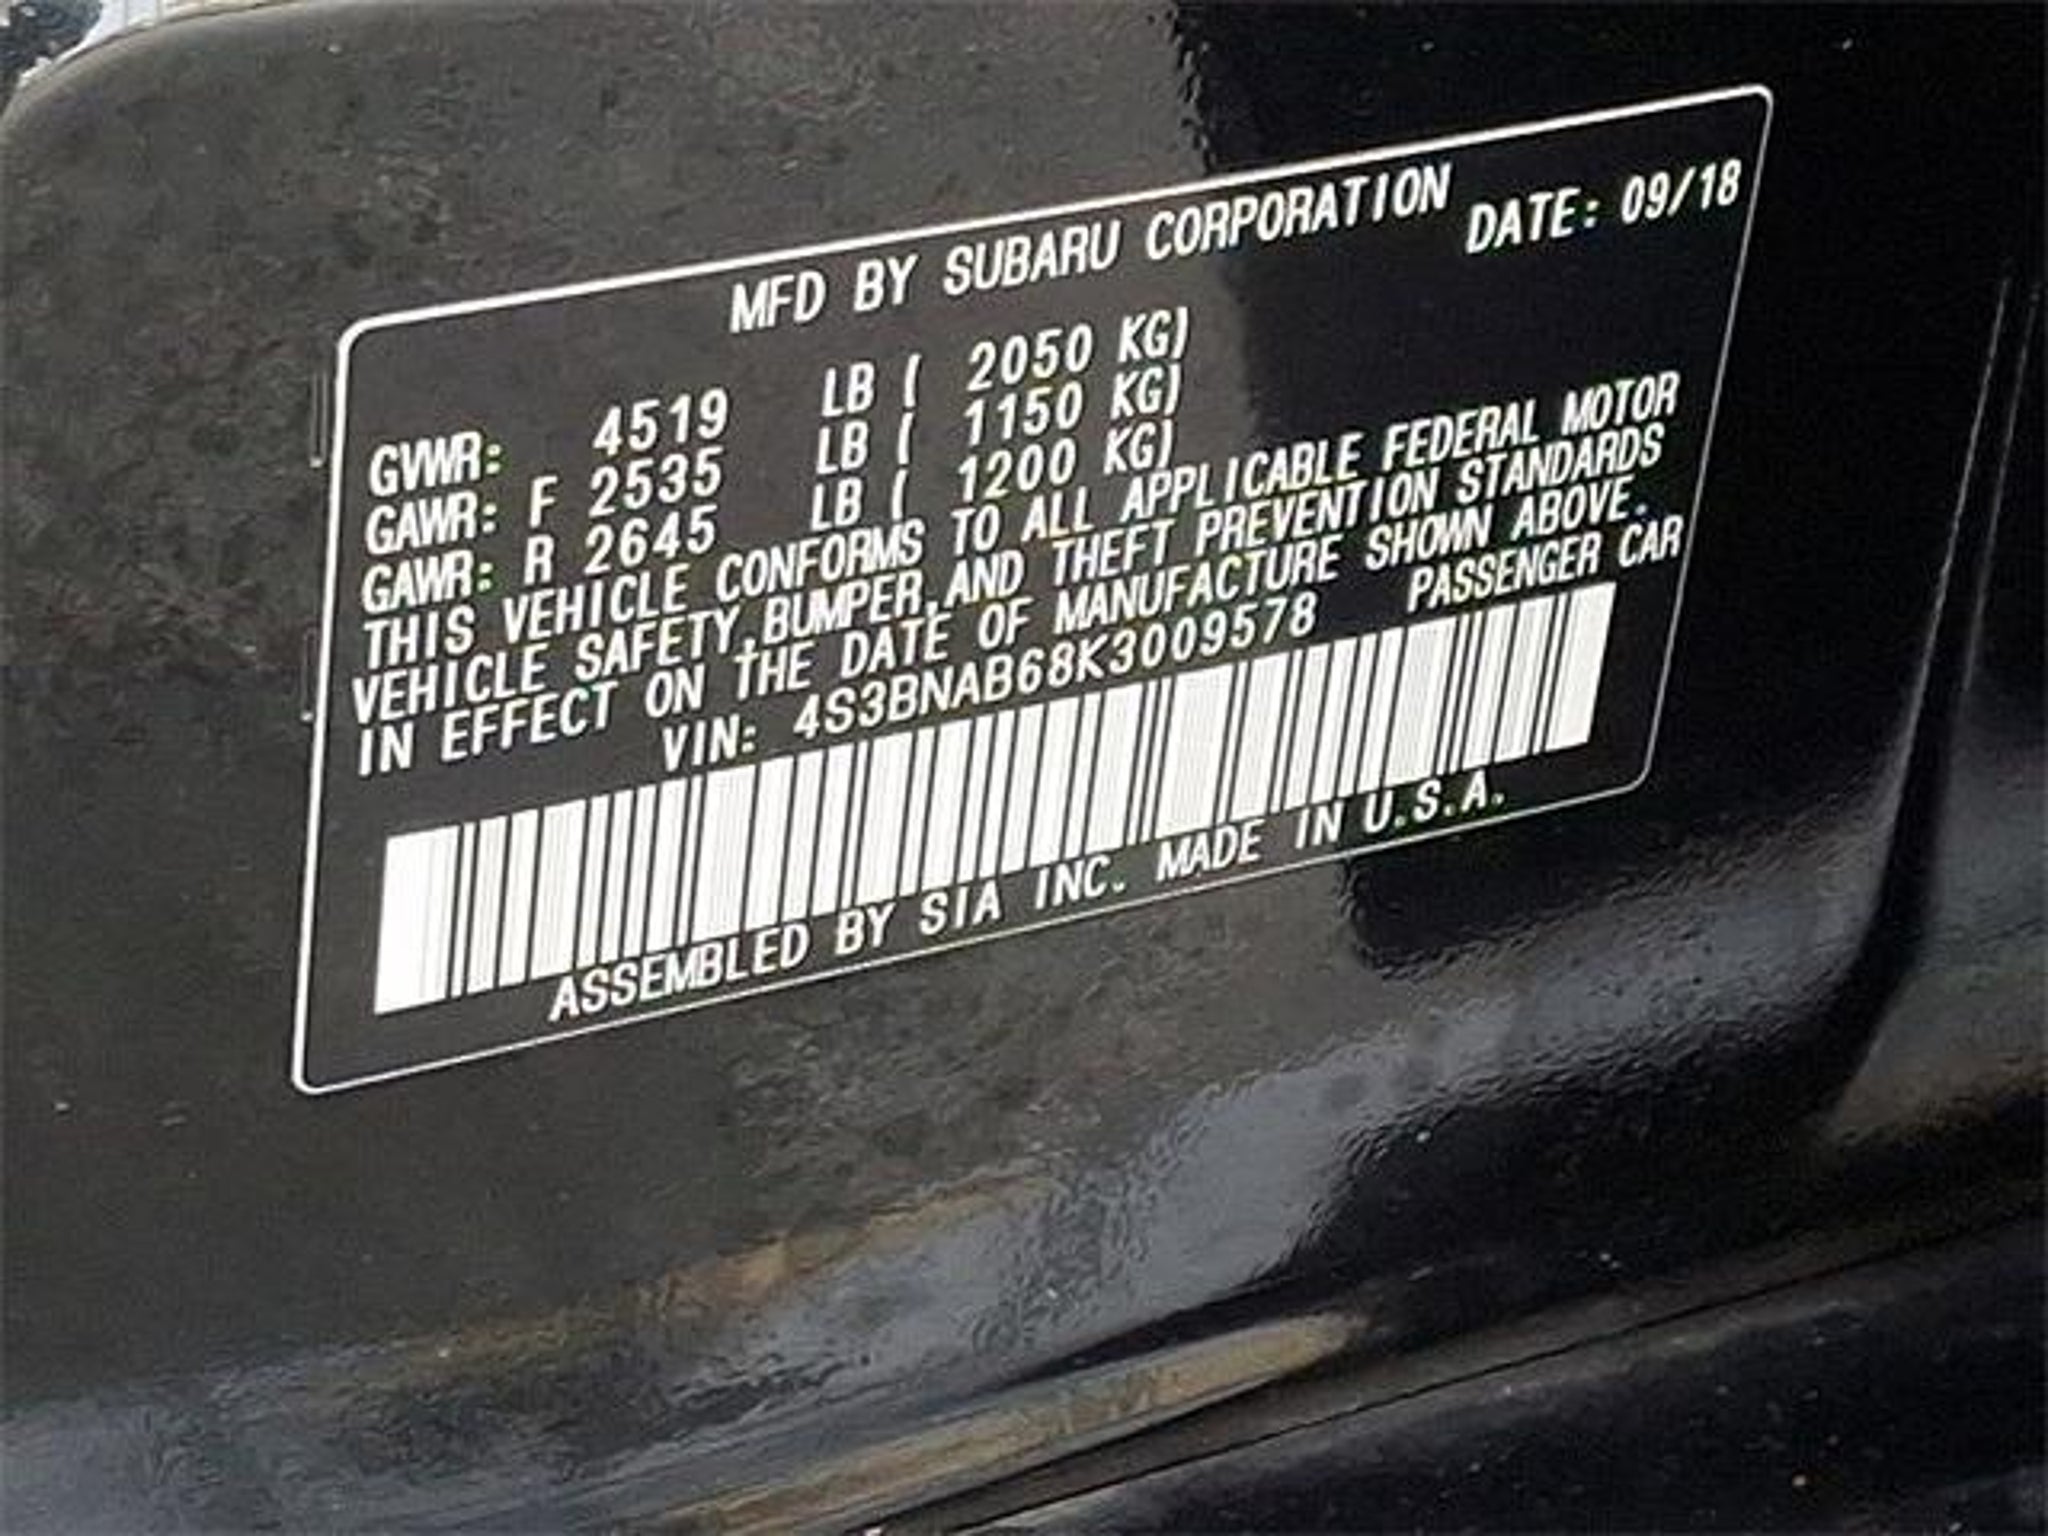 MFD BY SUBARU CORPORATION
DATE: 09/18
GVWR: 4519 LB ( 2050 KG)
GAWR: F 2535 LB ( 1150 KG)
GAWR: R 2645 LB ( 1200 KG)
THIS VEHICLE CONFORMS TO ALL APPLICABLE FEDERAL MOTOR
VEHICLE SAFETY,BUMPER,AND THEFT PREVENTION STANDARDS
IN EFFECT ON THE DATE OF MANUFACTURE SHOWN ABOVE.
VIN: 4S3BNAB68K3009578 PASSENGER CAR
ASSEMBLED BY SIA INC. MADE IN U.S.A.